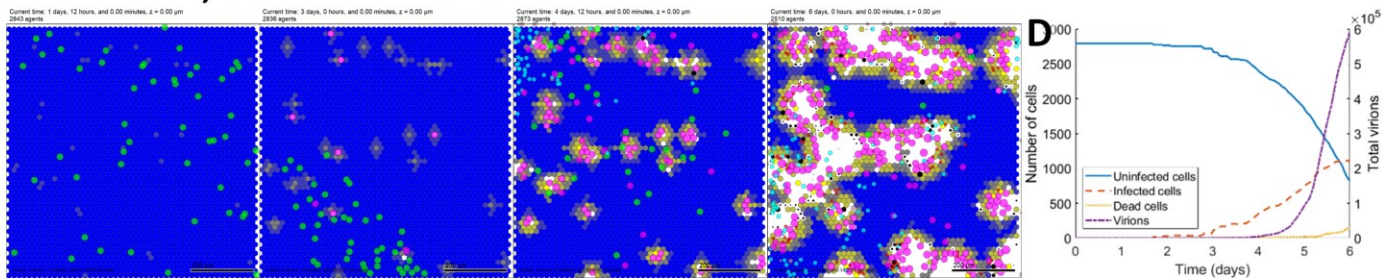 Current time: 1 days, 12 hours, and 0.00 minutes, z = 0.00 μm
2843 agents
Current time: 3 days, 0 hours, and 0.00 minutes, z = 0.00 μm
2836 agents
Current time: 4 days, 12 hours, and 0.00 minutes, z = 0.00 μm
2873 agents
Current time: 6 days, 0 hours, and 0.00 minutes, z = 0.00 μm
2510 agents
D
×10⁵
Number of cells
2500
2000
1500
1000
500
0
Uninfected cells
Infected cells
Dead cells
Virions
0 1 2 3 4 5 6
Time (days)
6
5
4
3
2
1
0
Total virions